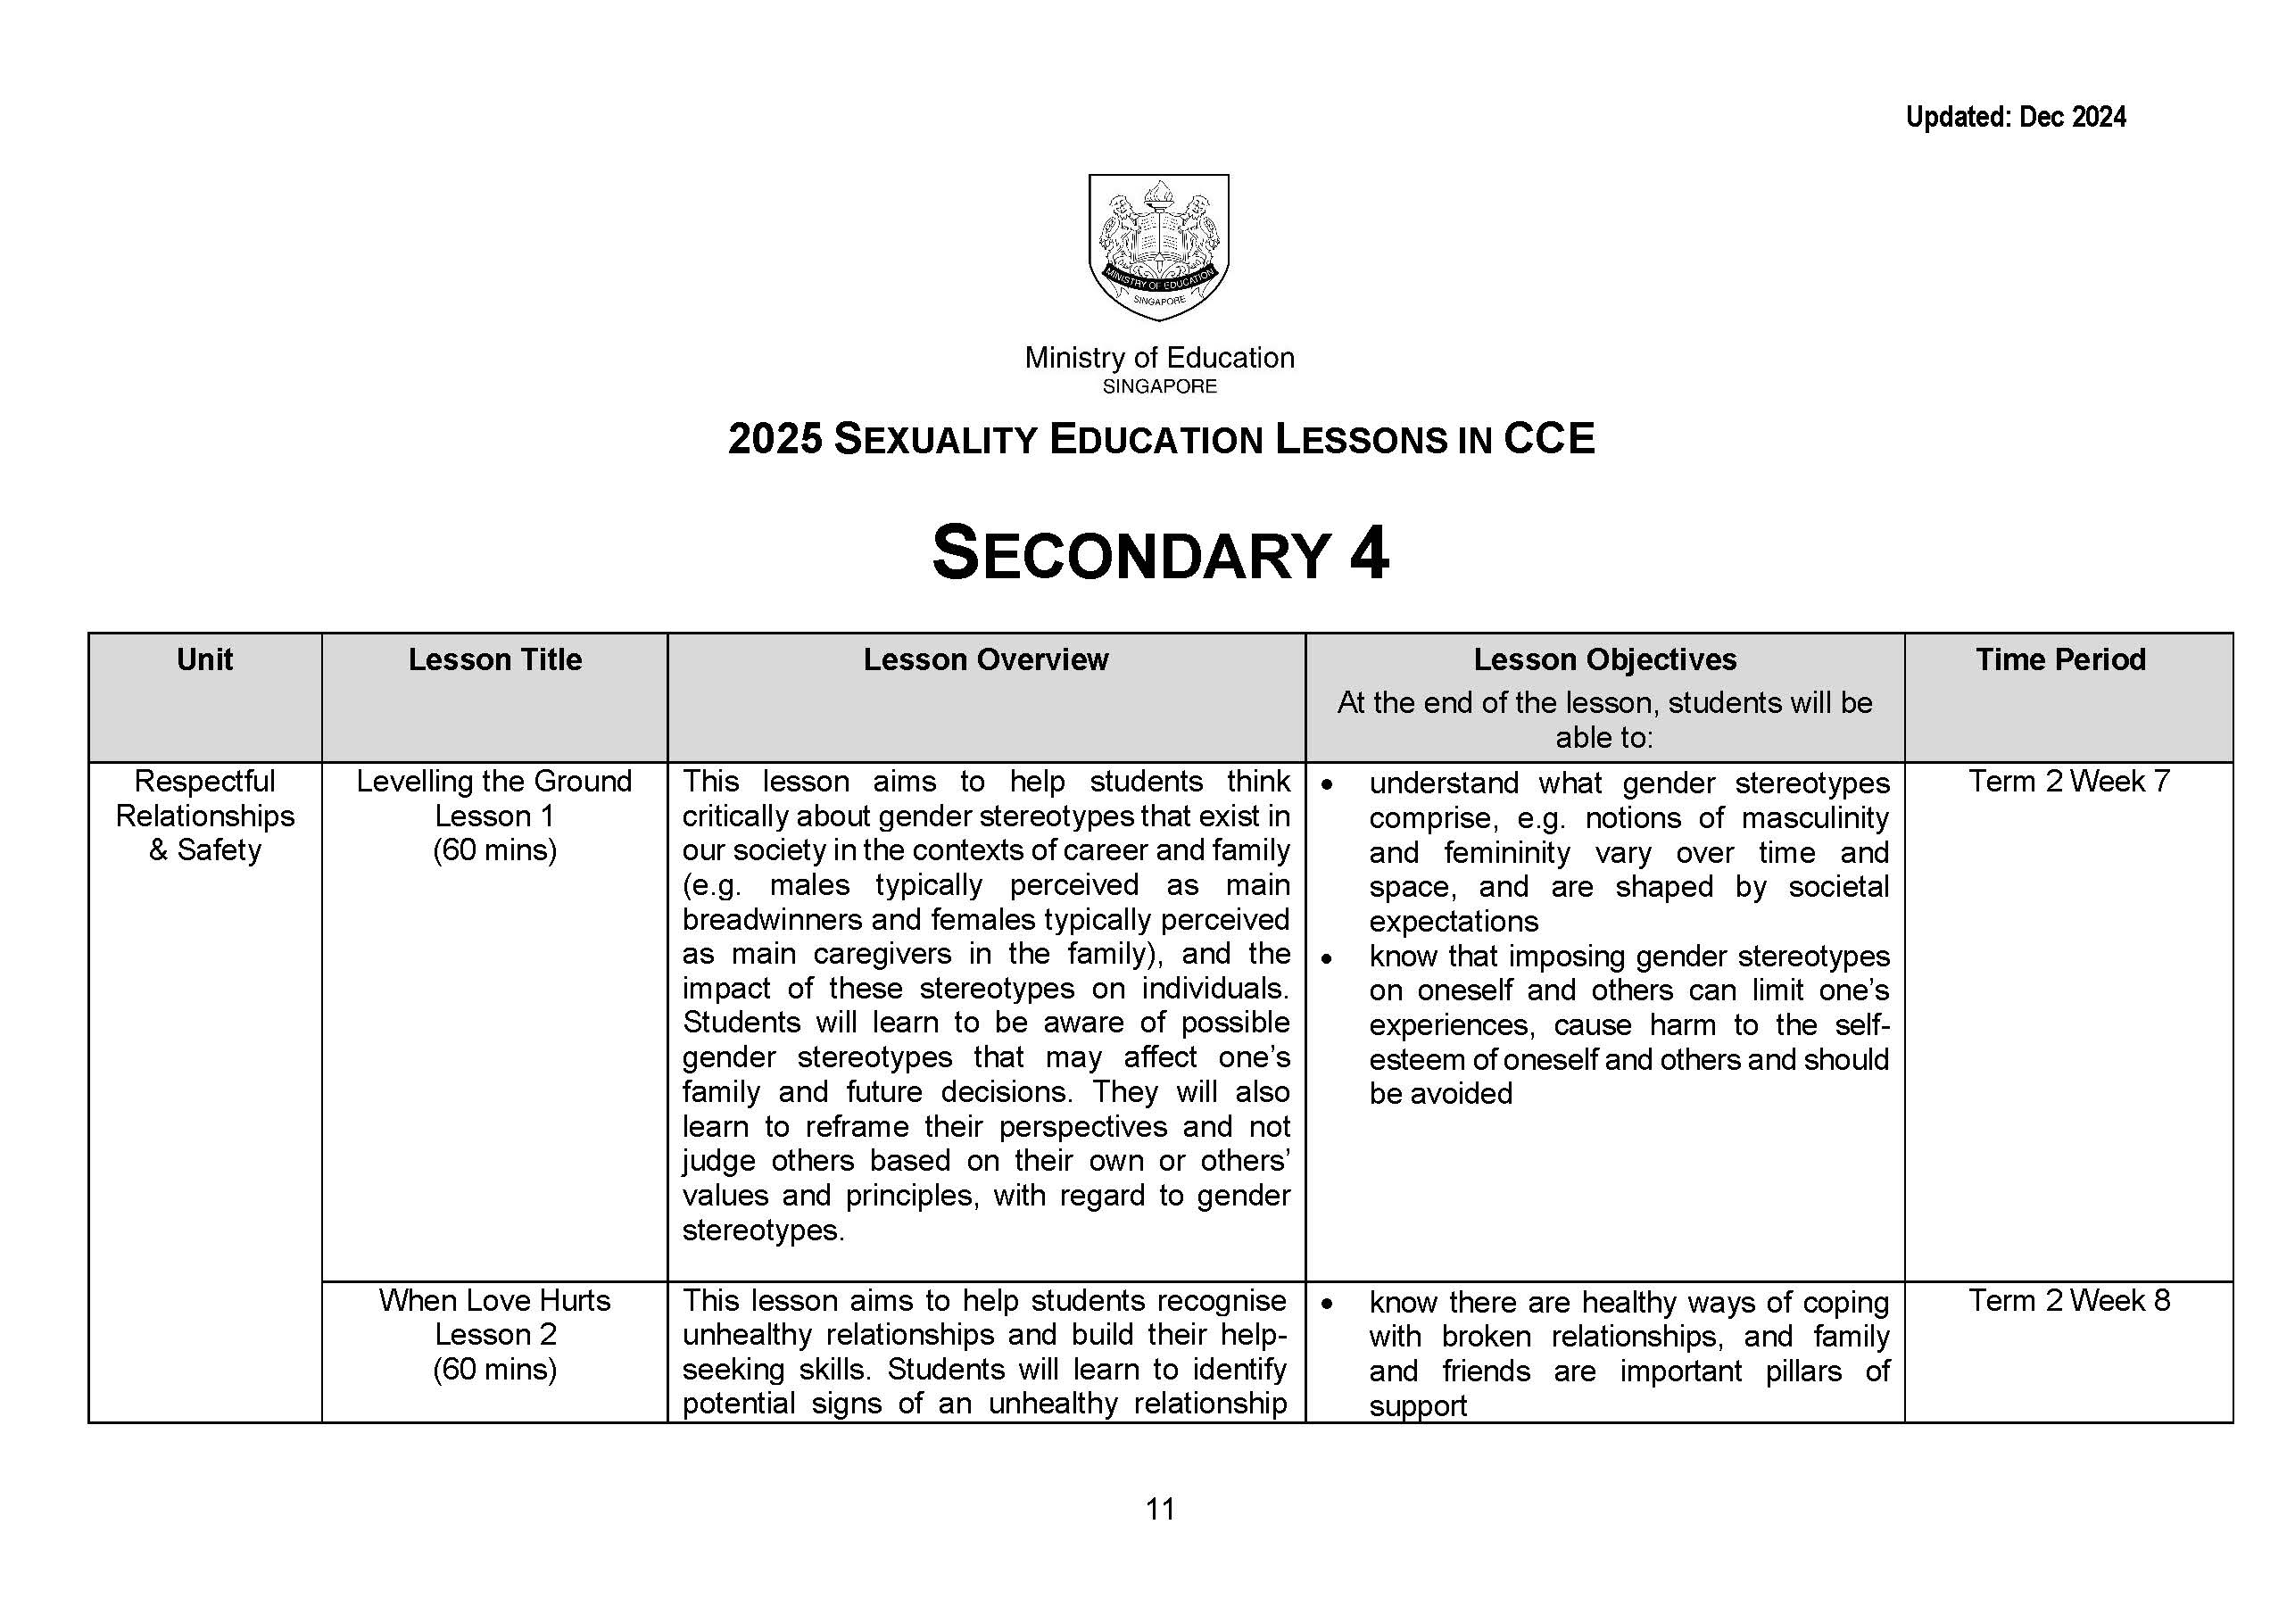 Updated: Dec 2024
MINISTRY OF EDUCATION
SINGAPORE
Ministry of Education
SINGAPORE
2025 SEXUALITY EDUCATION LESSONS IN CCE
SECONDARY 4
Unit
Lesson Title
Lesson Overview
Lesson Objectives
At the end of the lesson, students will be
able to:
Time Period
Respectful
Relationships
& Safety
Levelling the Ground
Lesson 1
(60 mins)
This lesson aims to help students think
critically about gender stereotypes that exist in
our society in the contexts of career and family
(e.g. males typically perceived as main
breadwinners and females typically perceived
as main caregivers in the family), and the
impact of these stereotypes on individuals.
Students will learn to be aware of possible
gender stereotypes that may affect one’s
family and future decisions. They will also
learn to reframe their perspectives and not
judge others based on their own or others’
values and principles, with regard to gender
stereotypes.
• understand what gender stereotypes
comprise, e.g. notions of masculinity
and femininity vary over time and
space, and are shaped by societal
expectations
• know that imposing gender stereotypes
on oneself and others can limit one’s
experiences, cause harm to the self-
esteem of oneself and others and should
be avoided
Term 2 Week 7
When Love Hurts
Lesson 2
(60 mins)
This lesson aims to help students recognise
unhealthy relationships and build their help-
seeking skills. Students will learn to identify
potential signs of an unhealthy relationship
• know there are healthy ways of coping
with broken relationships, and family
and friends are important pillars of
support
Term 2 Week 8
11